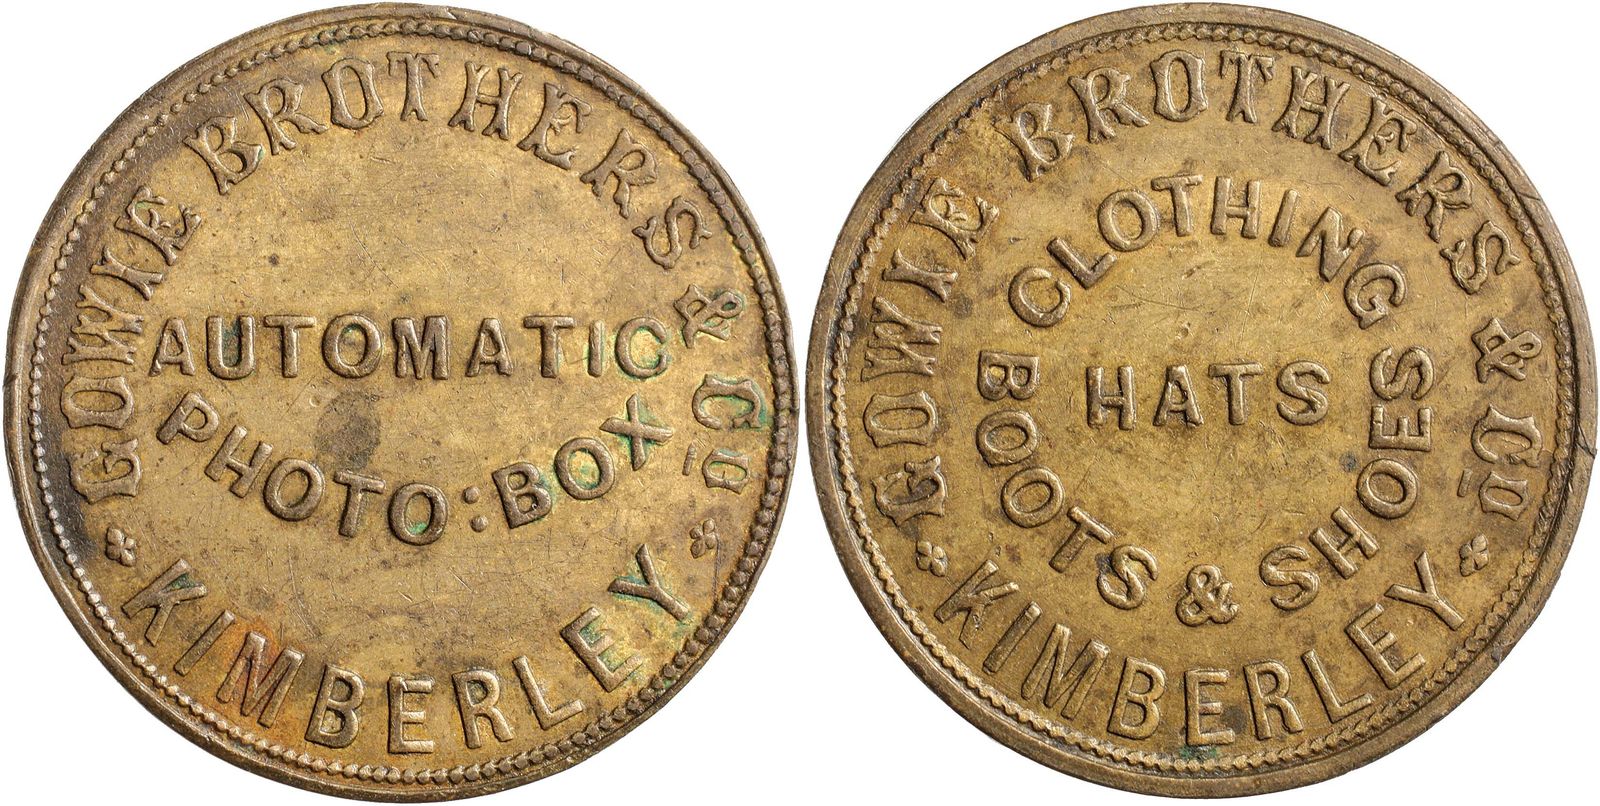 GOWIE BROTHERS & Co
AUTOMATIC
PHOTO:BOX
KIMBERLEY
GOWIE BROTHERS & Co
CLOTHING
HATS
BOOTS & SHOES
KIMBERLEY